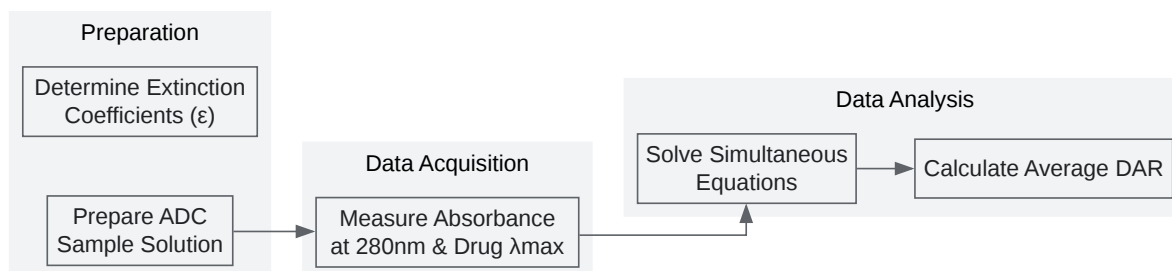 Preparation
Determine Extinction
Coefficients (ε)
Prepare ADC
Sample Solution
Data Acquisition
Measure Absorbance
at 280nm & Drug λmax
Data Analysis
Solve Simultaneous
Equations
Calculate Average DAR